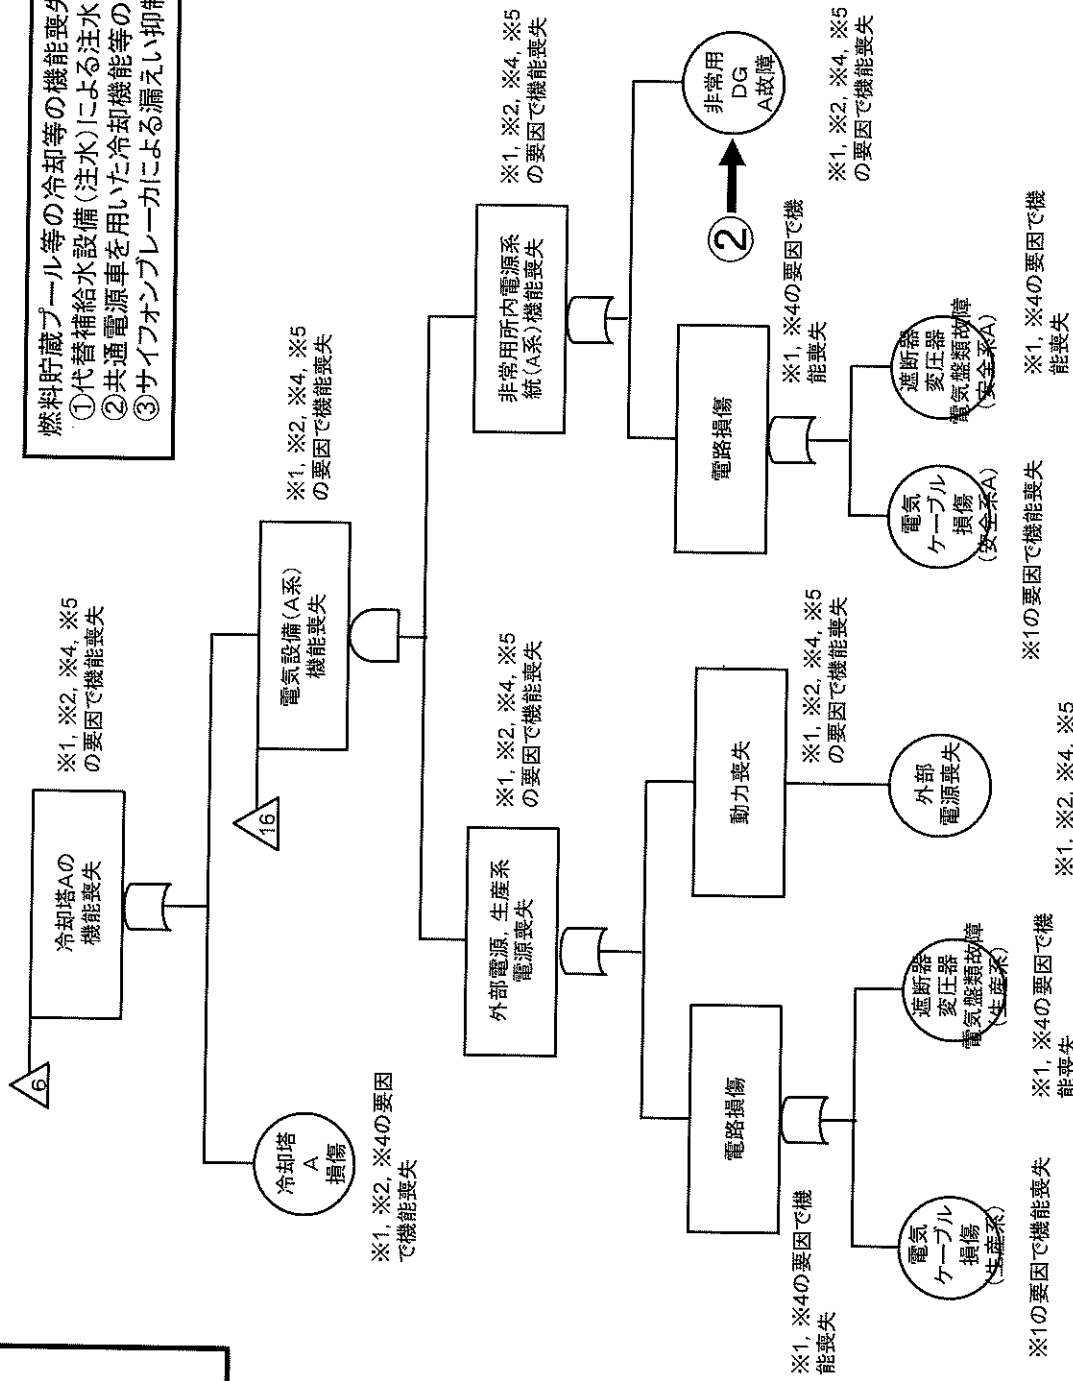 燃料貯蔵プール等の冷却等の機能喪失
①代替補給水設備(注水)による注水
②共通電源車を用いた冷却機能等の
③サイフォンブレーカによる漏えい抑制
6
冷却塔Aの
機能喪失
※1, ※2, ※4, ※5
の要因で機能喪失
冷却塔
A
損傷
※1, ※2, ※4の要因
で機能喪失
16
電気設備(A系)
機能喪失
※1, ※2, ※4, ※5
の要因で機能喪失
外部電源, 生産系
電源喪失
※1, ※2, ※4, ※5
の要因で機能喪失
非常用所内電源系
統(A系)機能喪失
※1, ※2, ※4, ※5
の要因で機能喪失
電路損傷
※1, ※4の要因で機
能喪失
動力喪失
※1, ※2, ※4, ※5
の要因で機能喪失
電路損傷
※1, ※4の要因で機
能喪失
②
非常用
DG
A故障
※1, ※2, ※4, ※5
の要因で機能喪失
電気
ケーブル
損傷
(生産系)
※1の要因で機能喪失
遮断器
変圧器
電気盤類故障
(生産系)
※1, ※4の要因で機
能喪失
外部
電源喪失
※1, ※2, ※4, ※5
電気
ケーブル
損傷
(安全系A)
※1の要因で機能喪失
遮断器
変圧器
電気盤類故障
(安全系A)
※1, ※4の要因で機
能喪失